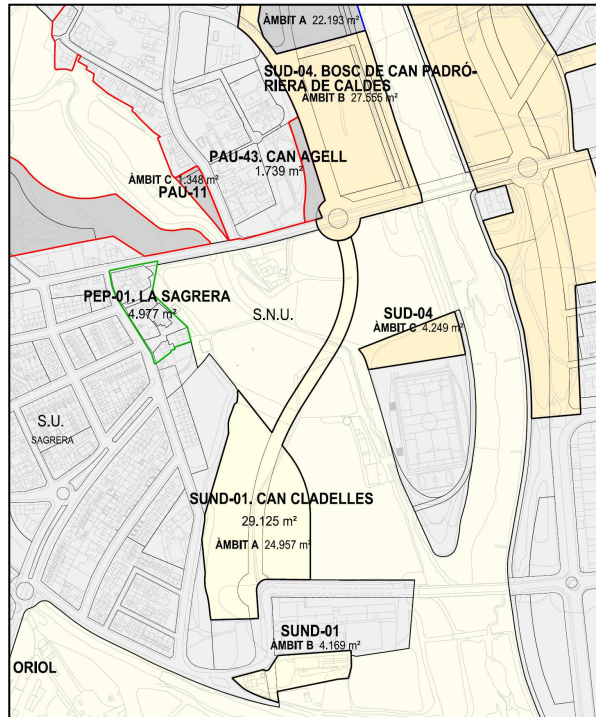 ÀMBIT A 22.193 m²
SUD-04. BOSC DE CAN PADRÓ-
RIERA DE CALDES
ÀMBIT B 27.555 m²
PAU-43. CAN AGELL
1.739 m²
ÀMBIT C 1.348 m²
PAU-11
PEP-01. LA SAGRERA
4.977 m²
S.N.U.
SUD-04
ÀMBIT C 4.249 m²
S.U.
SAGRERA
SUND-01. CAN CLADELLES
29.125 m²
ÀMBIT A 24.957 m²
SUND-01
ÀMBIT B 4.169 m²
ORIOL